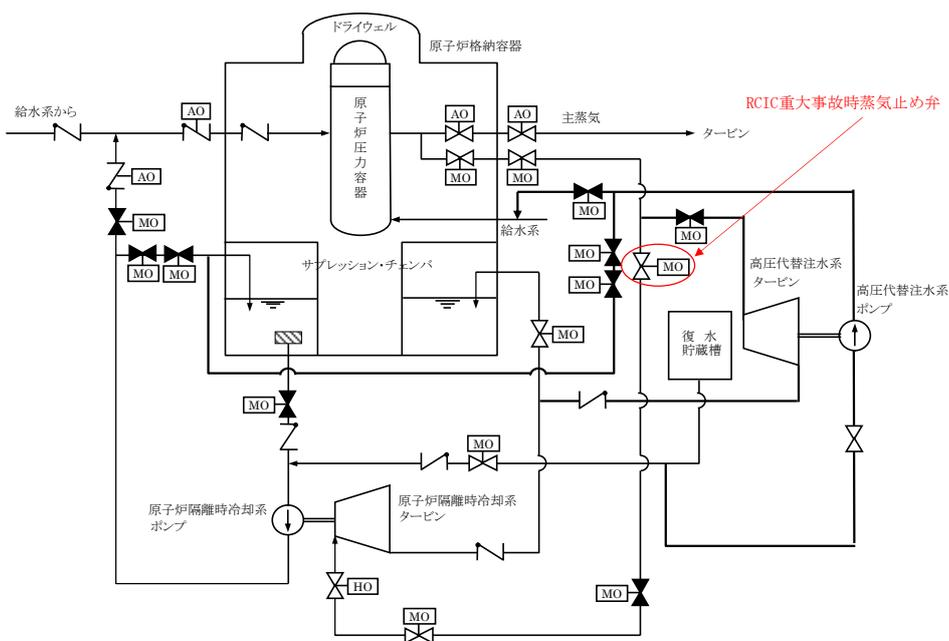 ドライウェル
原子炉格納容器
給水系から
AO
原子炉圧力容器
AO
AO
主蒸気
タービン
RCIC重大事故時蒸気止め弁
MO
MO
AO
MO
MO
MO
MO
給水系
MO
サプレッション・チェンバ
MO
MO
MO
高圧代替注水系
タービン
高圧代替注水系
ポンプ
MO
復 水
貯蔵槽
MO
MO
原子炉隔離時冷却系
ポンプ
原子炉隔離時冷却系
タービン
HO
MO
MO